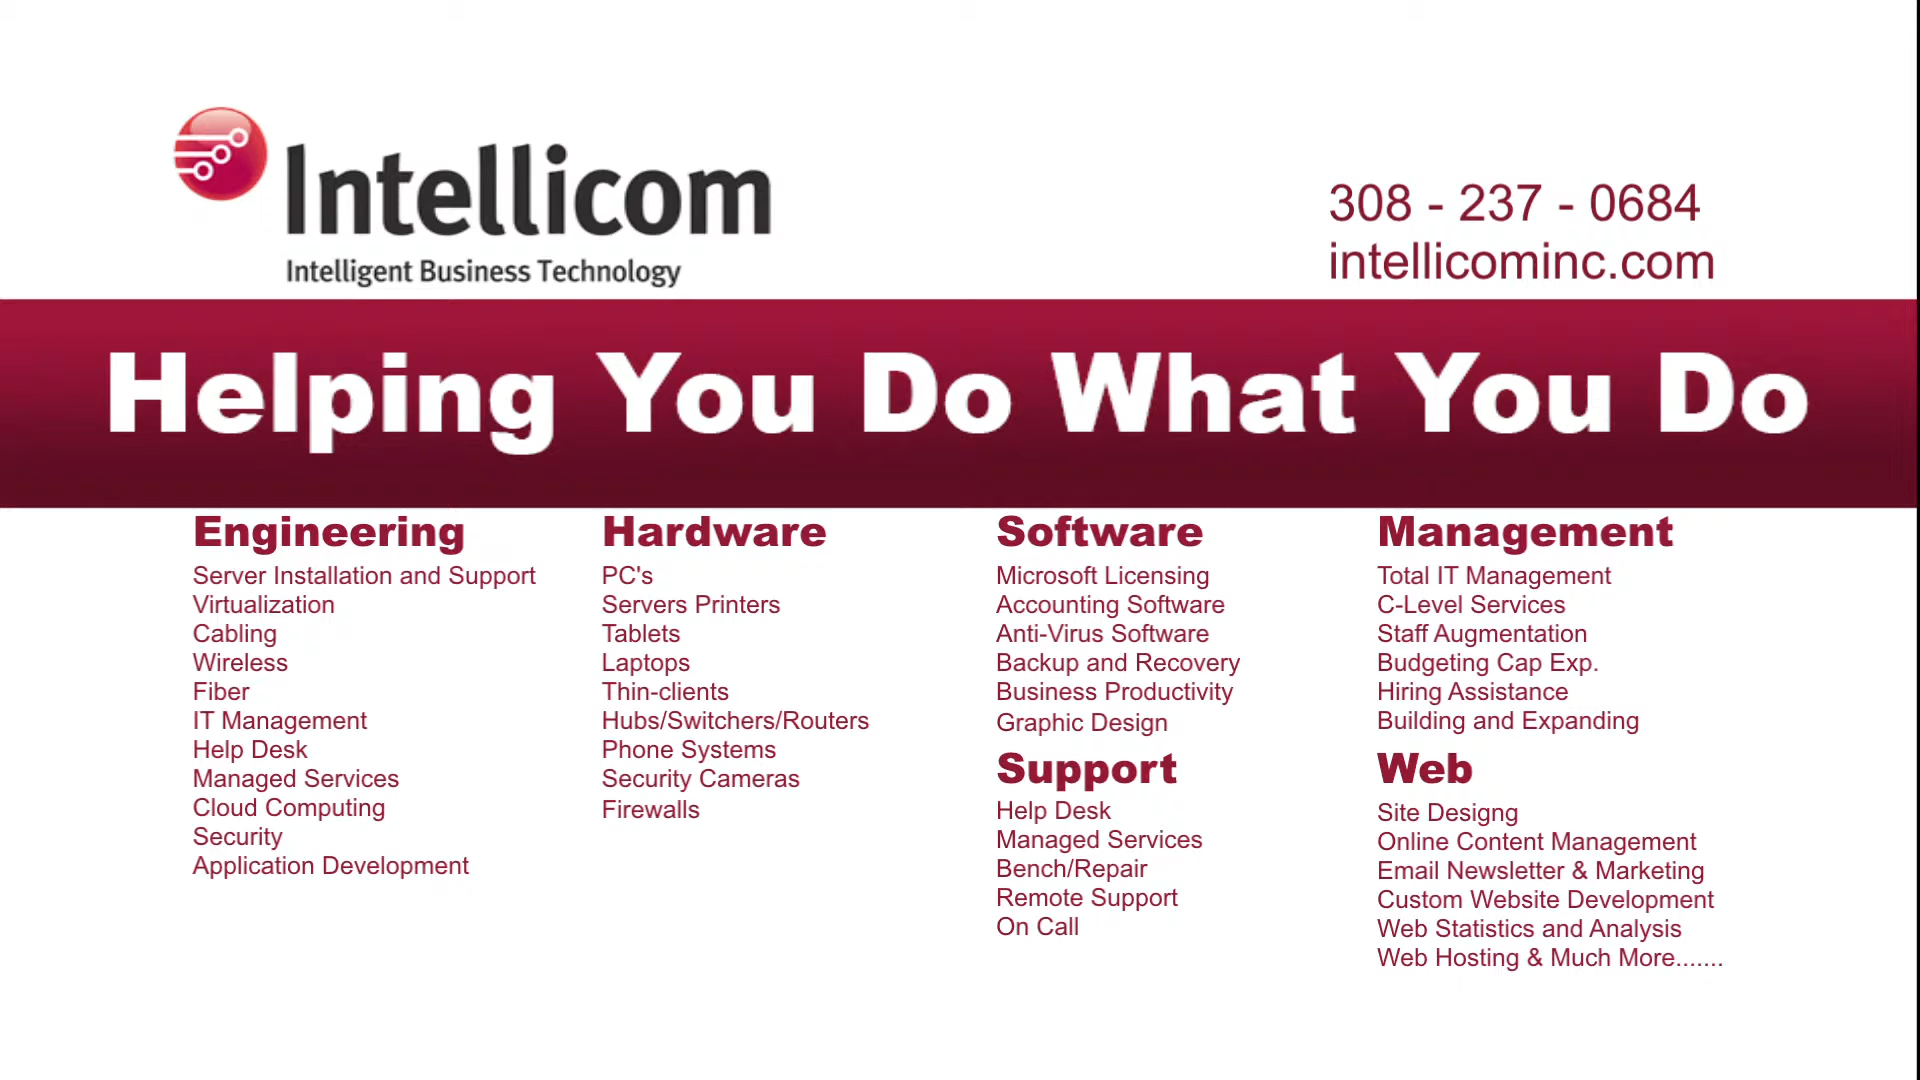 Intellicom
Intelligent Business Technology
308 - 237 - 0684
intellicominc.com
Helping You Do What You Do
Engineering
Server Installation and Support
Virtualization
Cabling
Wireless
Fiber
IT Management
Help Desk
Managed Services
Cloud Computing
Security
Application Development
Hardware
PC's
Servers Printers
Tablets
Laptops
Thin-clients
Hubs/Switchers/Routers
Phone Systems
Security Cameras
Firewalls
Software
Microsoft Licensing
Accounting Software
Anti-Virus Software
Backup and Recovery
Business Productivity
Graphic Design
Support
Help Desk
Managed Services
Bench/Repair
Remote Support
On Call
Management
Total IT Management
C-Level Services
Staff Augmentation
Budgeting Cap Exp.
Hiring Assistance
Building and Expanding
Web
Site Designg
Online Content Management
Email Newsletter & Marketing
Custom Website Development
Web Statistics and Analysis
Web Hosting & Much More.......